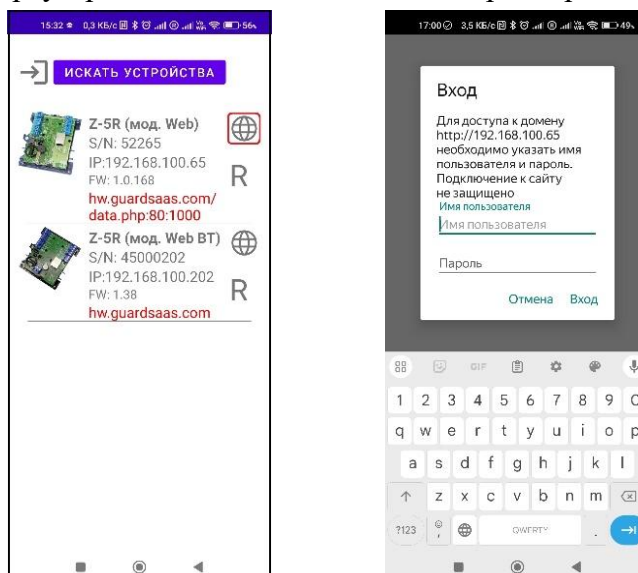 15:32 0,3 КБ/с 56
ИСКАТЬ УСТРОЙСТВА
Z-5R (мод. Web)
S/N: 52265
IP:192.168.100.65
FW: 1.0.168
R
hw.guardsaas.com/
data.php:80:1000
Z-5R (мод. Web BT)
S/N: 45000202
IP:192.168.100.202
FW: 1.38
R
hw.guardsaas.com
17:00 3,5 КБ/с 49
Вход
Для доступа к домену
http://192.168.100.65
необходимо указать имя
пользователя и пароль.
Подключение к сайту
не защищено
Имя пользователя
Имя пользователя
Пароль
Отмена Вход
GIF
1 2 3 4 5 6 7 8 9 0
q w e r t y u i o p
a s d f g h j k l
z x c v b n m
?123 , QWERTY .